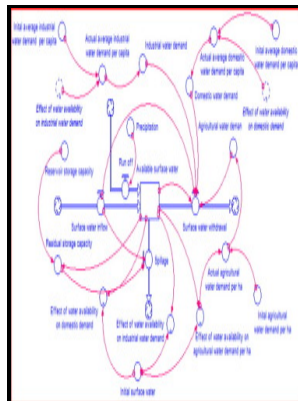 Inital average industrial
water demand per capita
Actual average industrial
water demand per capita
Industrial water demand
Actual average domestic
water demand per capita
Inital average domestic
water demand per capita
Effect of water availability
on industrial water demand
Domestic water demand
Effect of water availability
on domestic demand
Precipitation
Agricultural water deman
Reservoir storage capacity
Run off
Available surface water
Surface water inflow
Surface water withdrawal
Residual storage capacity
Spillage
Actual agricultural
water demand per ha
Effect of water availability
on domestic demand
Effect of water availability
on industrial water demand
Effect of water availability on
agricultural water demand per ha
Initial agricultural
water demand per ha
Initial surface water